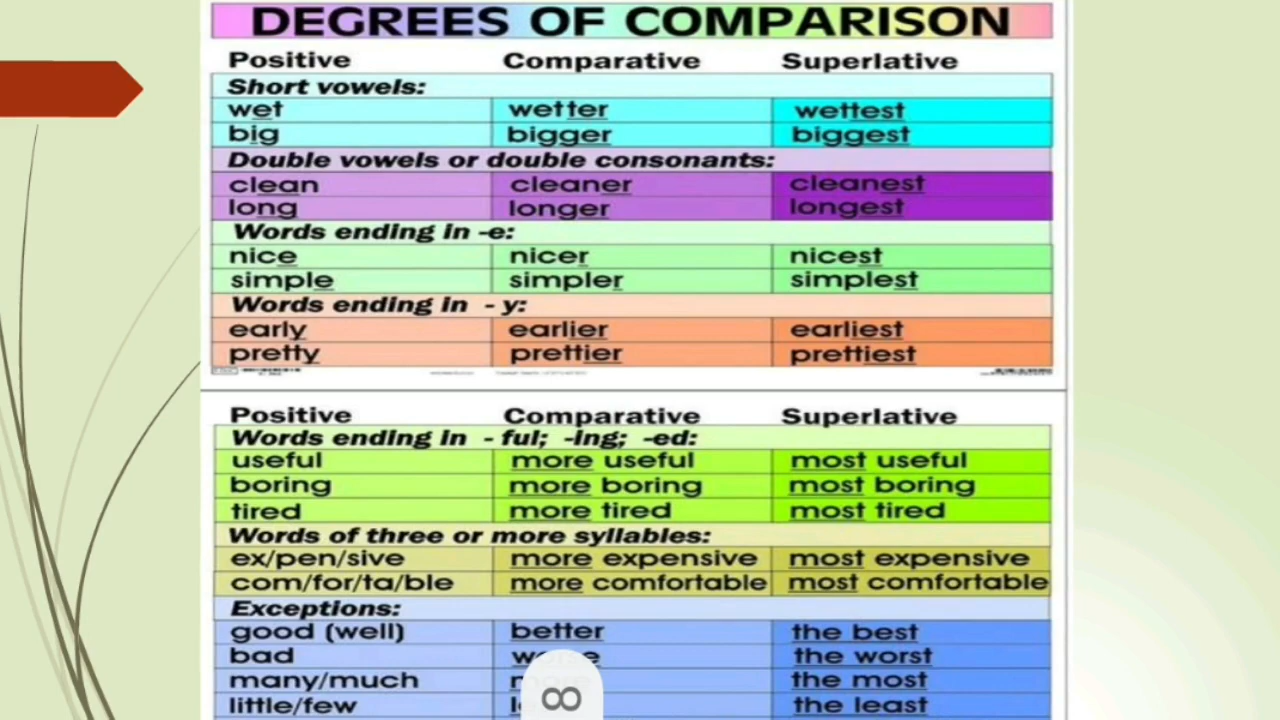 DEGREES OF COMPARISON
Positive Comparative Superlative
Short vowels:
wet wetter wettest
big bigger biggest
Double vowels or double consonants:
clean cleaner cleanest
long longer longest
Words ending in -e:
nice nicer nicest
simple simpler simplest
Words ending in - y:
early earlier earliest
pretty prettier prettiest
Positive Comparative Superlative
Words ending in - ful; -ing; -ed:
useful more useful most useful
boring more boring most boring
tired more tired most tired
Words of three or more syllables:
ex/pen/sive more expensive most expensive
com/for/ta/ble more comfortable most comfortable
Exceptions:
good (well) better the best
bad the worst
many/much the most
little/few the least